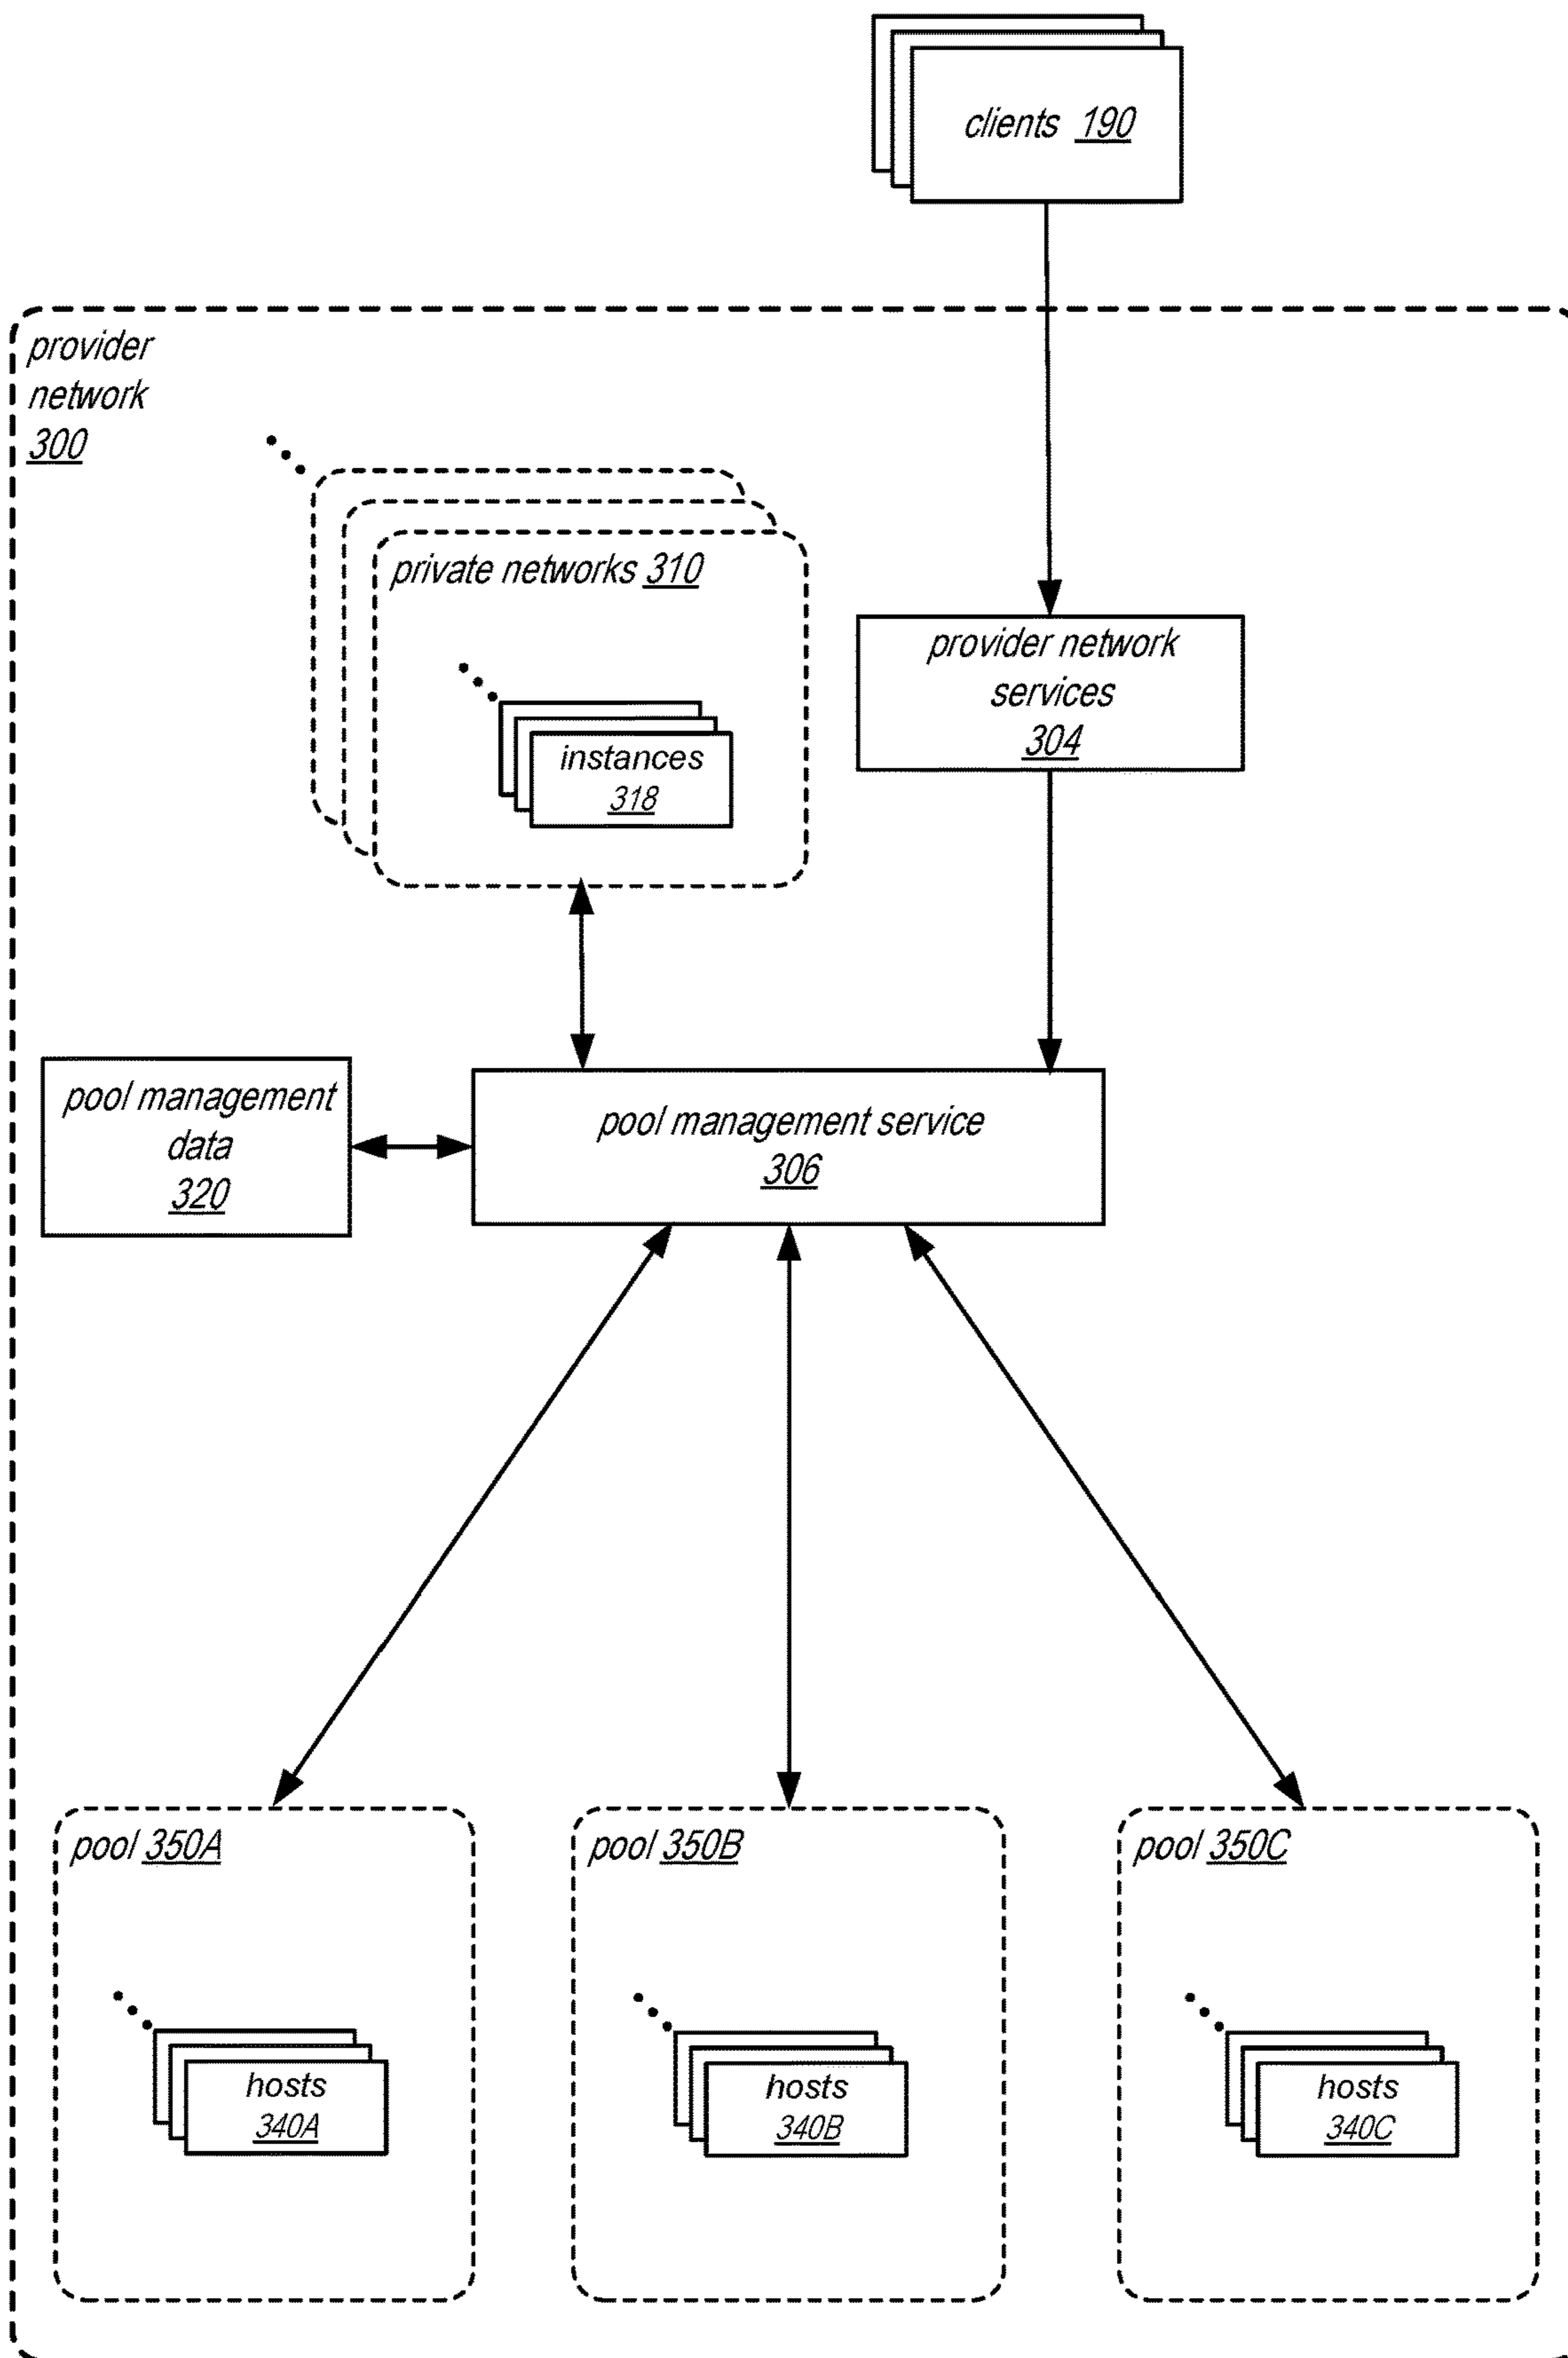 clients 190
provider
network
300
private networks 310
instances
318
provider network
services
304
pool management
data
320
pool management service
306
pool 350A
hosts
340A
pool 350B
hosts
340B
pool 350C
hosts
340C